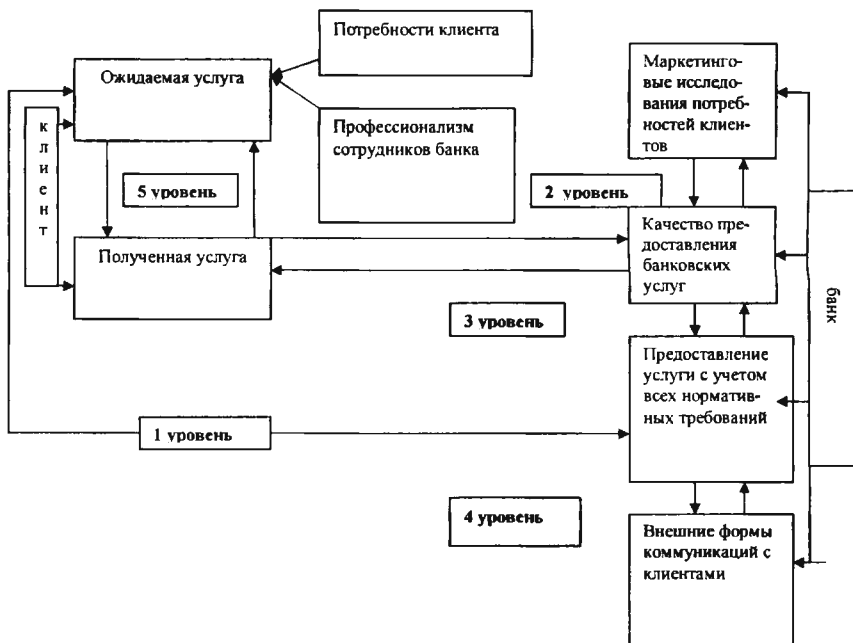 Потребности клиента
Ожидаемая услуга
Маркетинго-
вые исследо-
вания потреб-
ностей клиен-
тов
клиент
Профессионализм
сотрудников банка
5 уровень
2 уровень
Качество пре-
доставления
банковских
услуг
Полученная услуга
банк
3 уровень
Предоставление
услуги с учетом
всех норматив-
ных требований
1 уровень
4 уровень
Внешние формы
коммуникаций с
клиентами